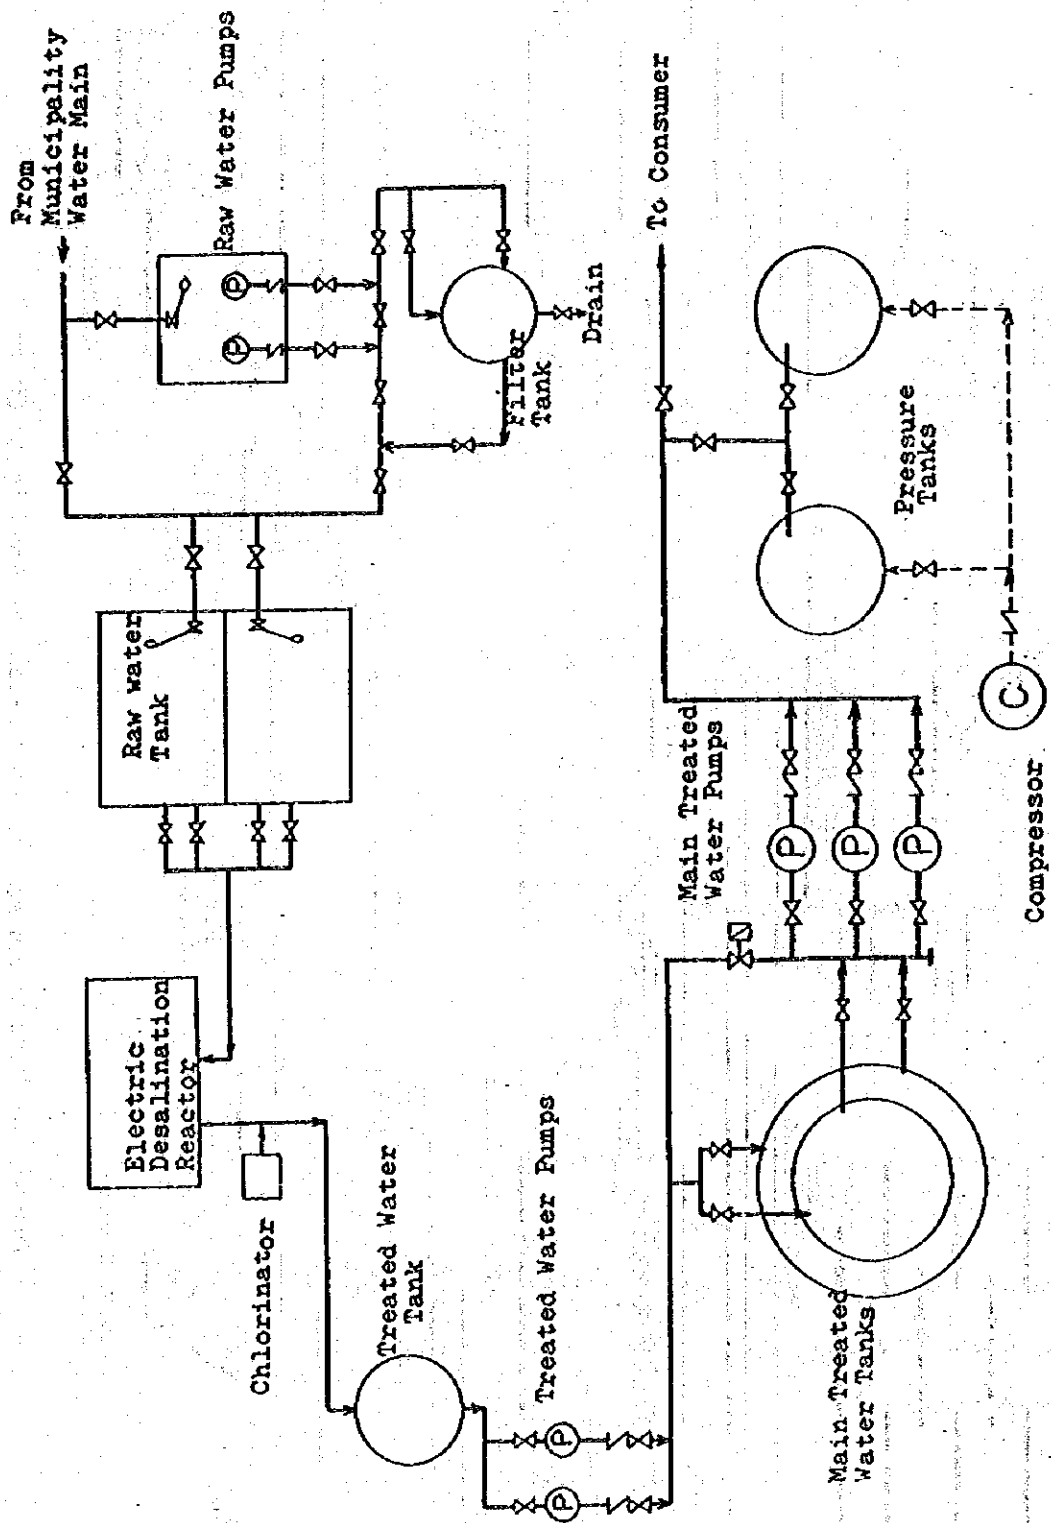 From
Municipality
Water Main
Raw Water Pumps
P
P
Filter
Tank
Drain
Raw water
Tank
Electric
Desalination
Reactor
Chlorinator
Treated Water
Tank
Treated Water Pumps
P
P
Main Treated
Water Tanks
Main Treated
Water Pumps
P
P
P
To Consumer
Pressure
Tanks
C
Compressor